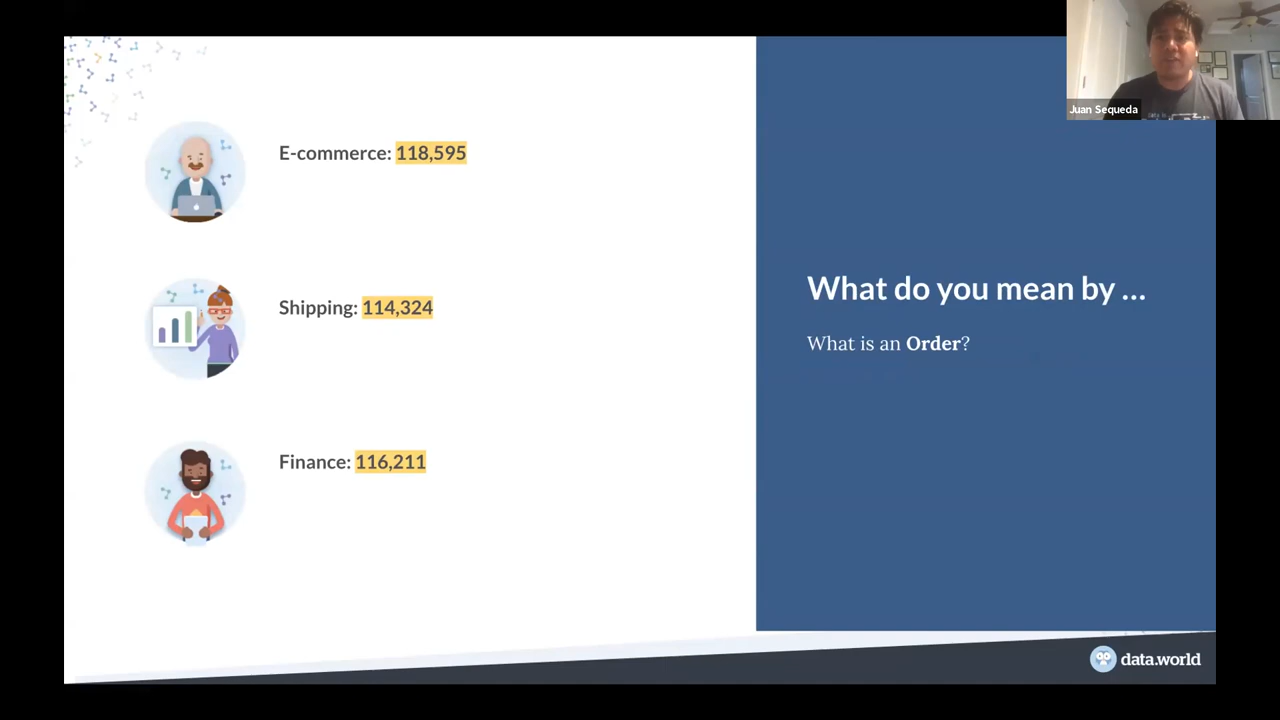 Juan Sequeda
E-commerce: 118,595
Shipping: 114,324
Finance: 116,211
What do you mean by ...
What is an Order?
data.world